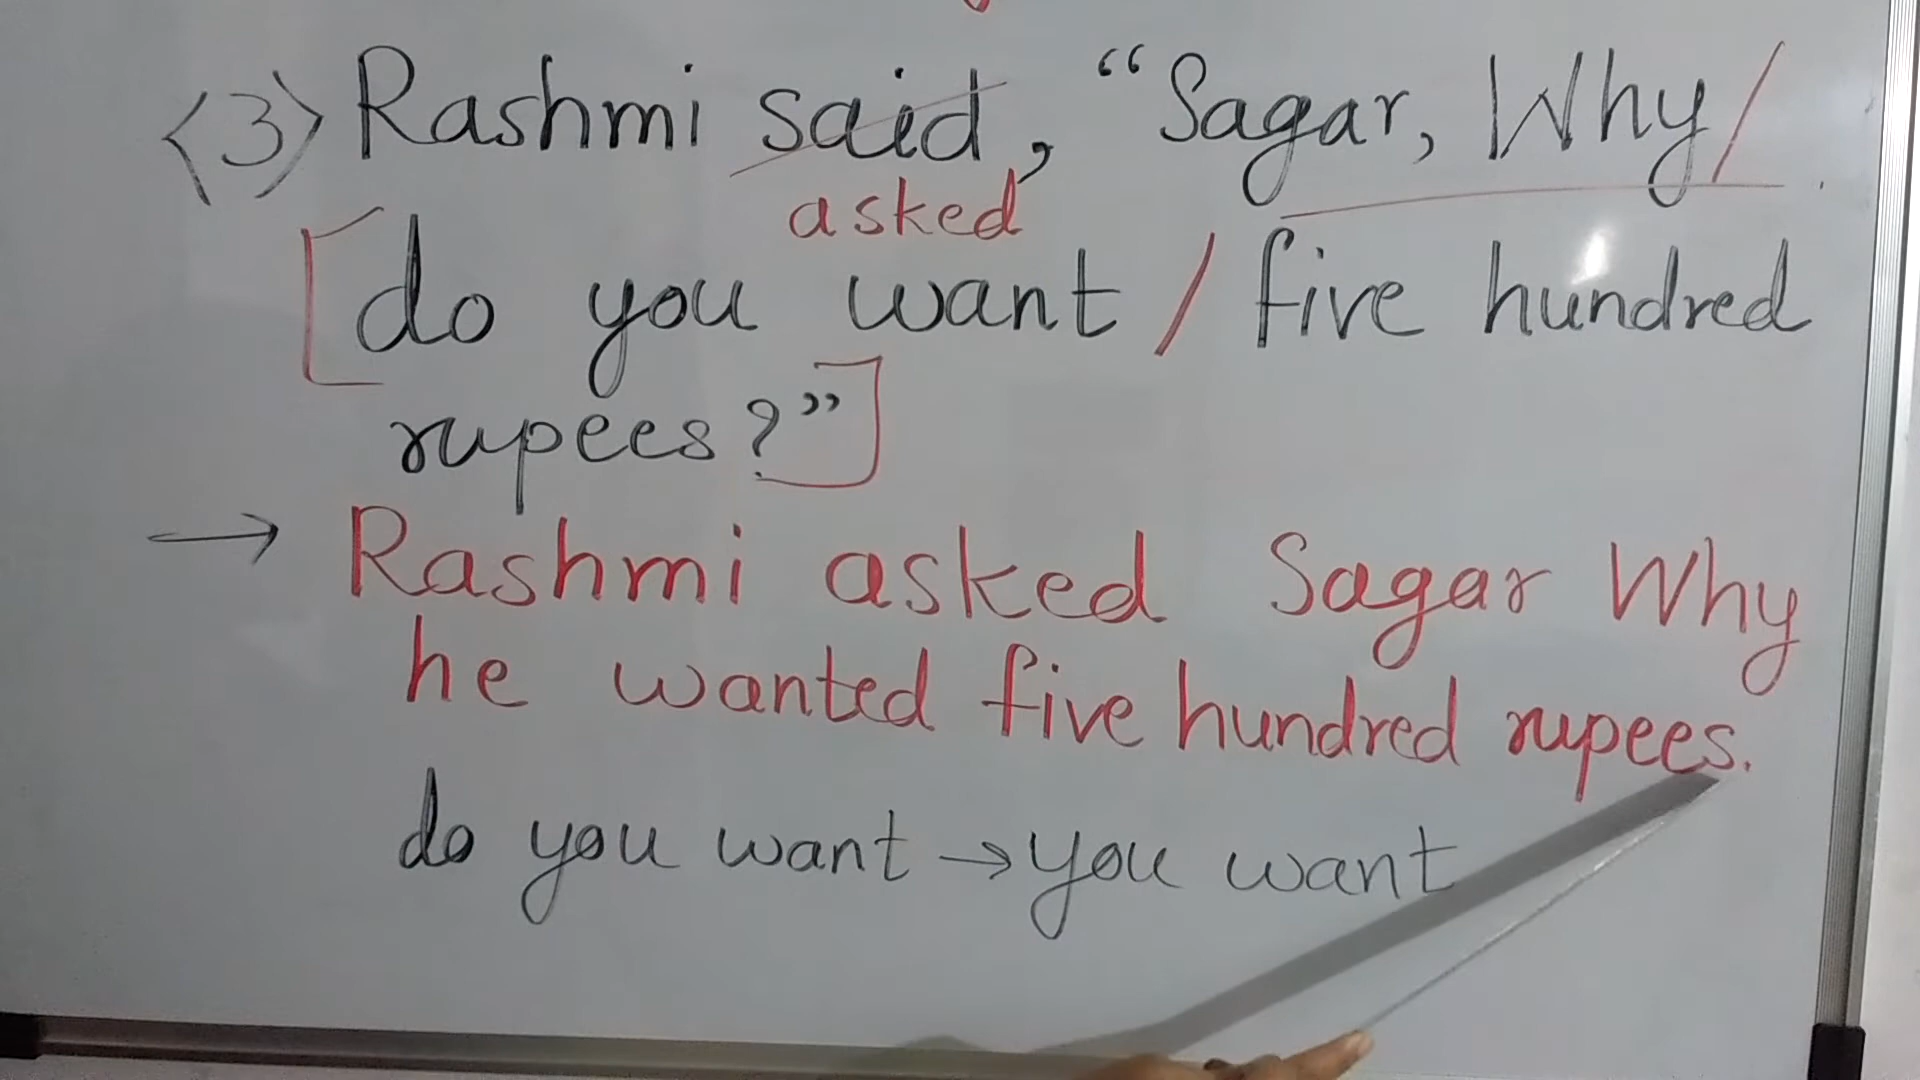 <3> Rashmi said, “Sagar, Why /
asked
[do you want / five hundred
rupees?”]
→ Rashmi asked Sagar Why
he wanted five hundred rupees.
do you want → you want